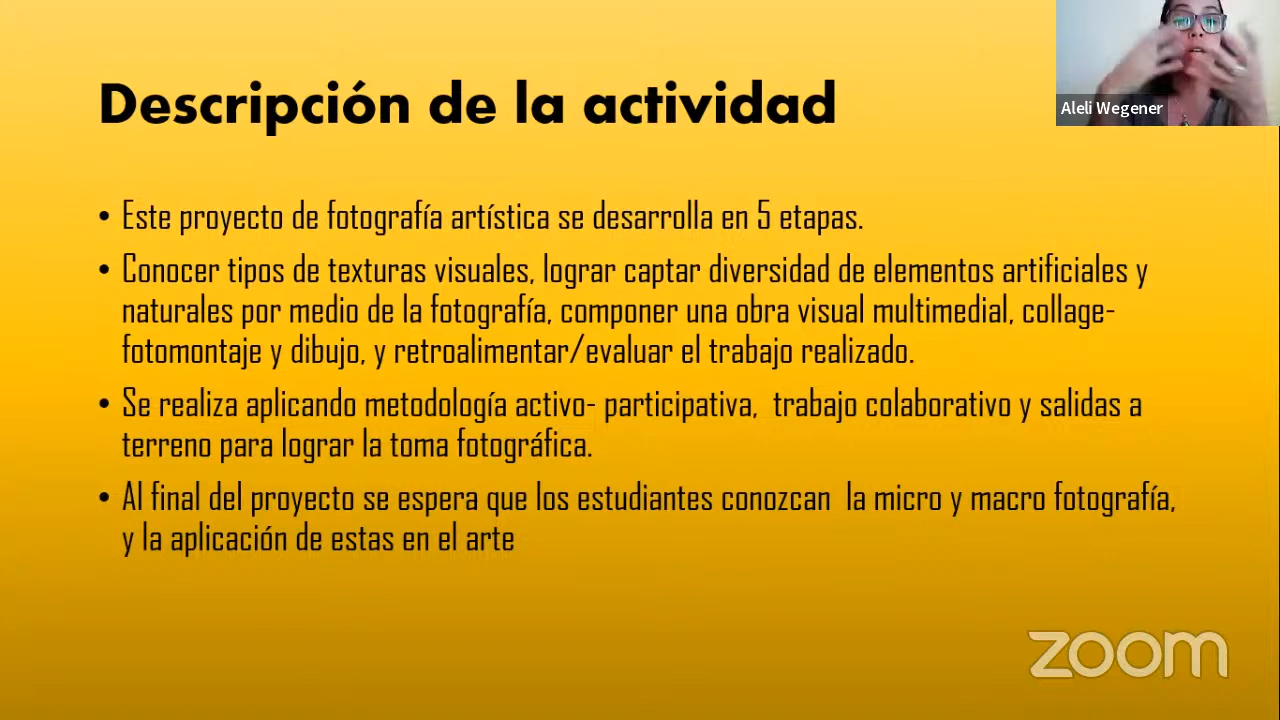 Descripción de la actividad
Aleli Wegener
• Este proyecto de fotografía artística se desarrolla en 5 etapas.
• Conocer tipos de texturas visuales, lograr captar diversidad de elementos artificiales y
naturales por medio de la fotografía, componer una obra visual multimedial, collage-
fotomontaje y dibujo, y retroalimentar/evaluar el trabajo realizado.
• Se realiza aplicando metodología activo- participativa,  trabajo colaborativo y salidas a
terreno para lograr la toma fotográfica.
• Al final del proyecto se espera que los estudiantes conozcan  la micro y macro fotografía,
y la aplicación de estas en el arte
zoom